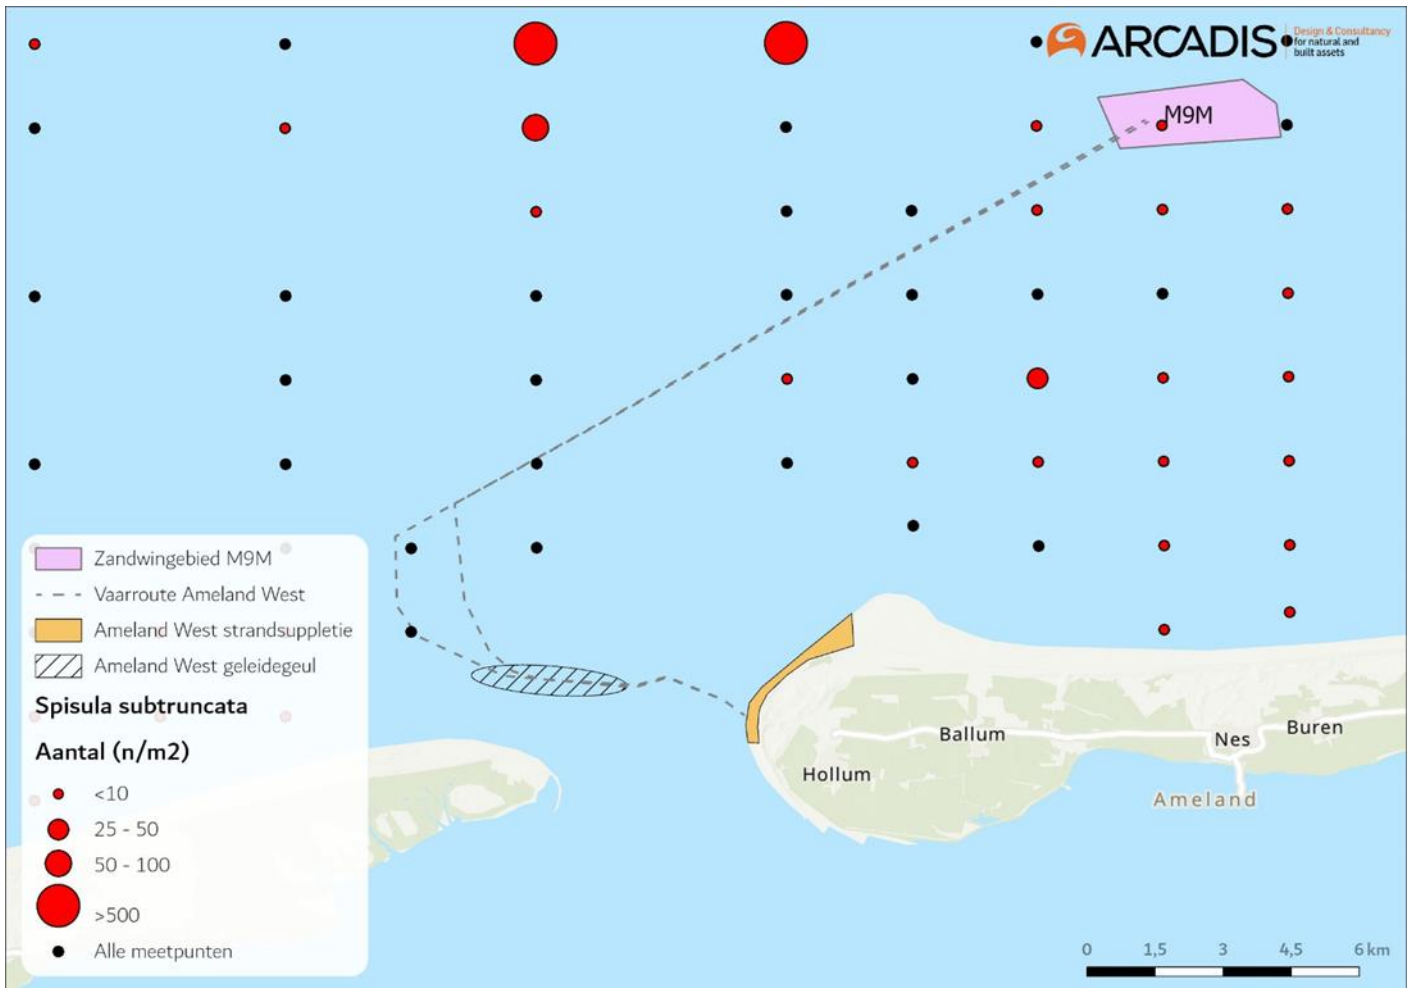 ARCADIS
Design & Consultancy
for natural and
built assets
M9M
Zandwingebied M9M
Vaarroute Ameland West
Ameland West strandsuppletie
Ameland West geleidegeul
Spisula subtruncata
Aantal (n/m2)
<10
25 - 50
50 - 100
>500
Alle meetpunten
Ballum
Hollum
Nes
Buren
Ameland
0 1,5 3 4,5 6 km